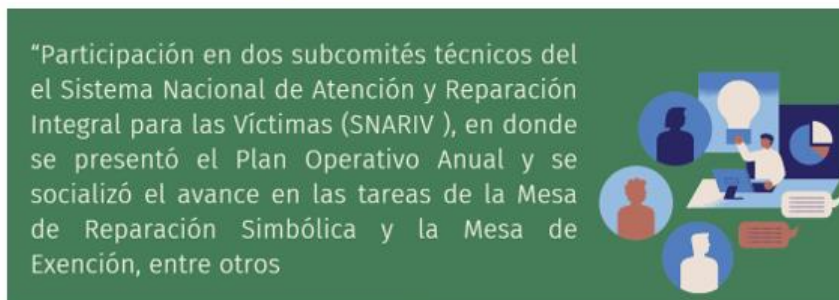 “Participación en dos subcomités técnicos del
el Sistema Nacional de Atención y Reparación
Integral para las Víctimas (SNARIV ), en donde
se presentó el Plan Operativo Anual y se
socializó el avance en las tareas de la Mesa
de Reparación Simbólica y la Mesa de
Exención, entre otros